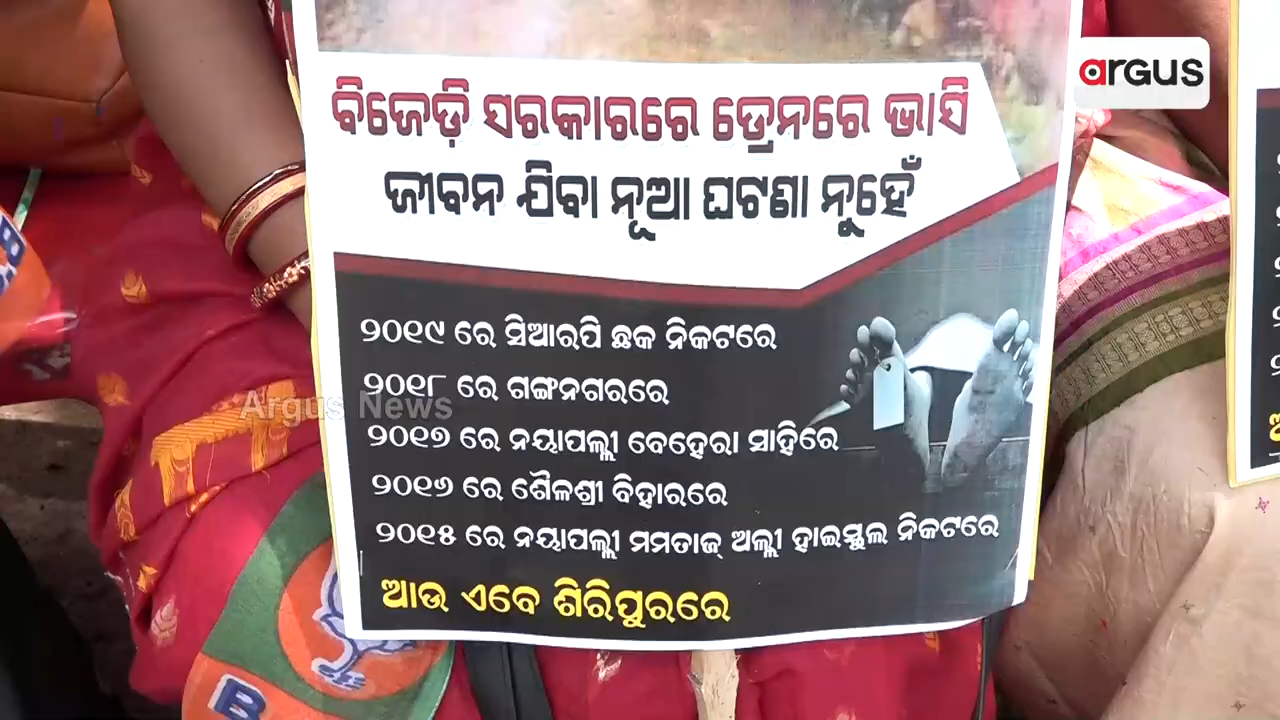 argus
ବିଜେଡ଼ି ସରକାରରେ ଡ୍ରେନରେ ଭାସି
ଜୀବନ ଯିବା ନୂଆ ଘଟଣା ନୁହେଁ
୨୦୧୯ ରେ ସିଆରପି ଛକ ନିକଟରେ
୨୦୧୮ ରେ ଗଙ୍ଗନଗରରେ
Argus News
୨୦୧୭ ରେ ନୟାପଲ୍ଲୀ ବେହେରା ସାହିରେ
୨୦୧୬ ରେ ଶୈଳଶ୍ରୀ ବିହାରରେ
୨୦୧୫ ରେ ନୟାପଲ୍ଲୀ ମମତାଜ୍ ଅଲ୍ଲୀ ହାଇସ୍କୁଲ ନିକଟରେ
ଆଉ ଏବେ ଶିରିପୁରରେ
B